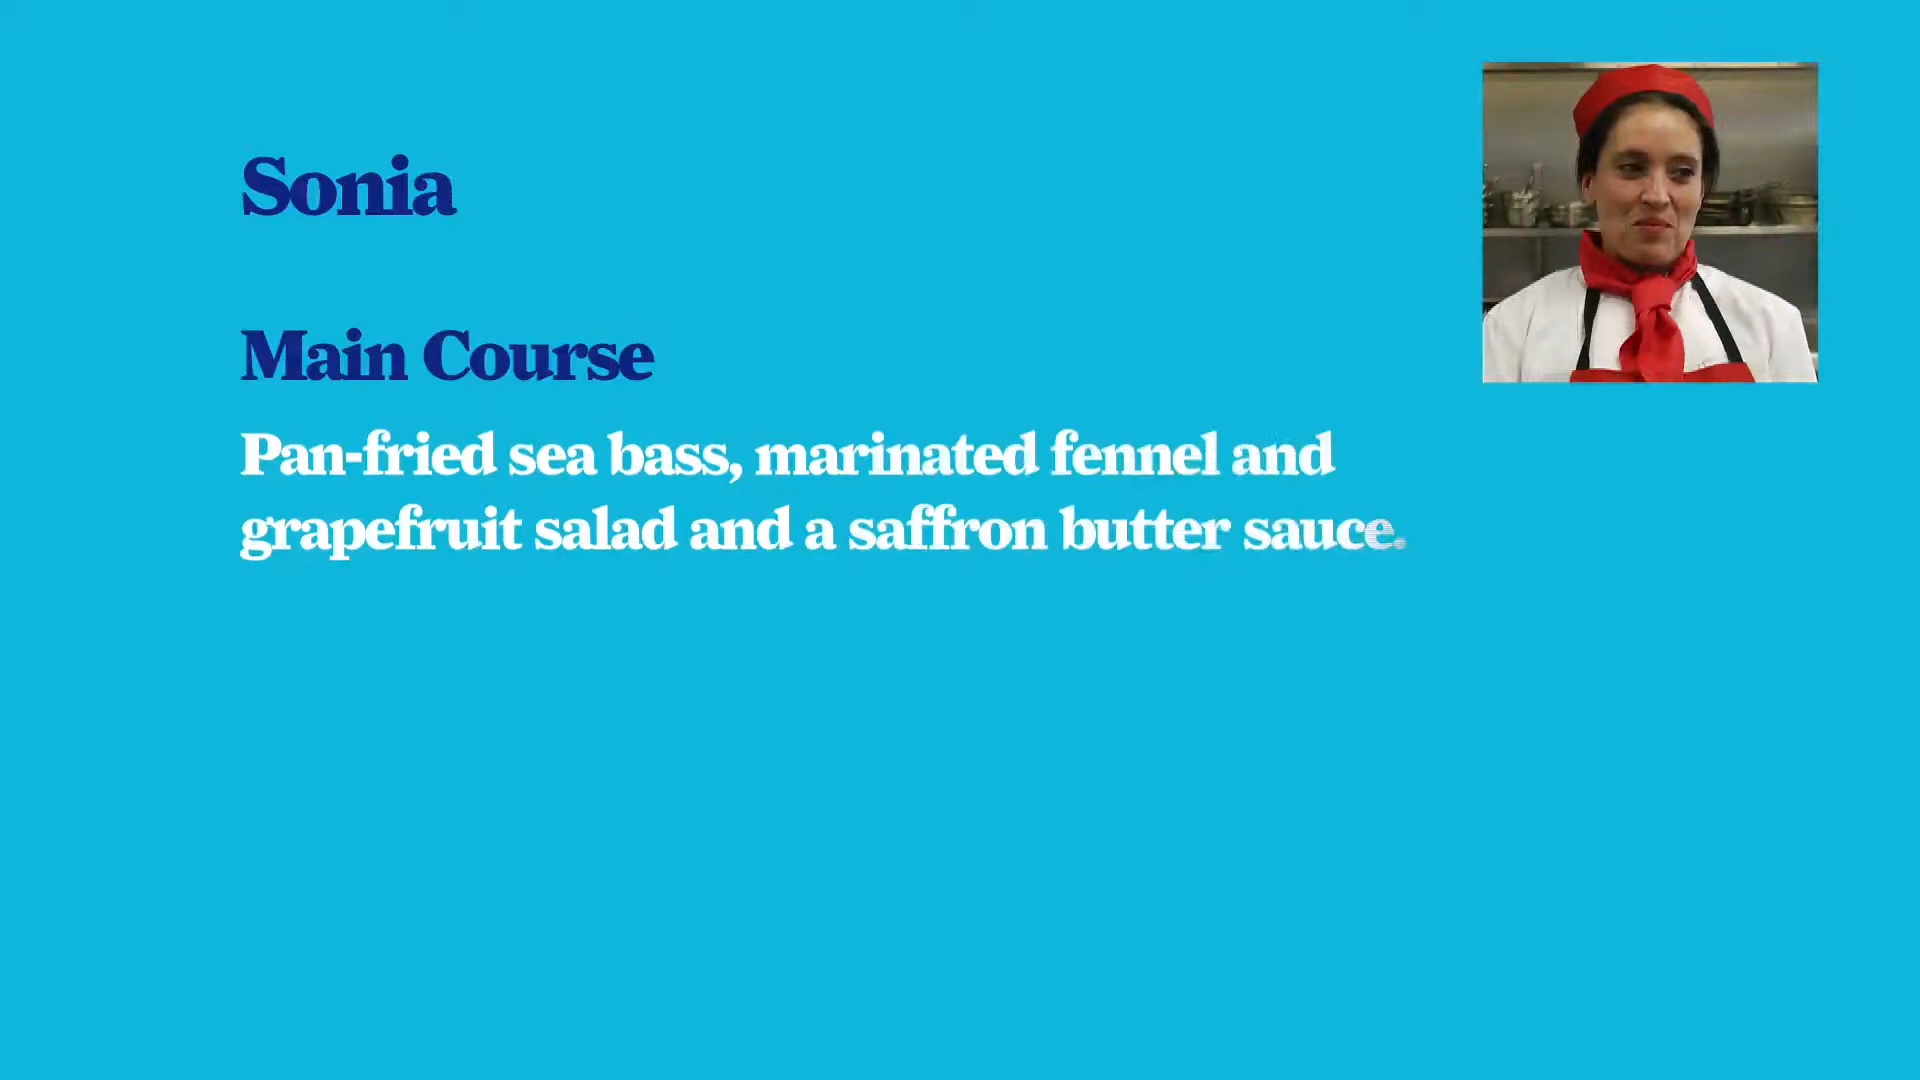 Sonia
Main Course
Pan-fried sea bass, marinated fennel and
grapefruit salad and a saffron butter sauce.